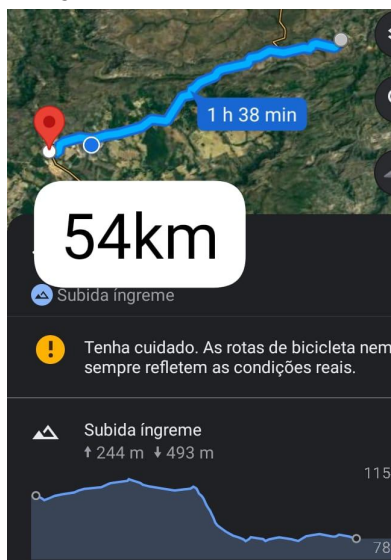 1 h 38 min
54km
Subida íngreme
Tenha cuidado. As rotas de bicicleta nem
sempre refletem as condições reais.
Subida íngreme
↑ 244 m ↓ 493 m
115
78